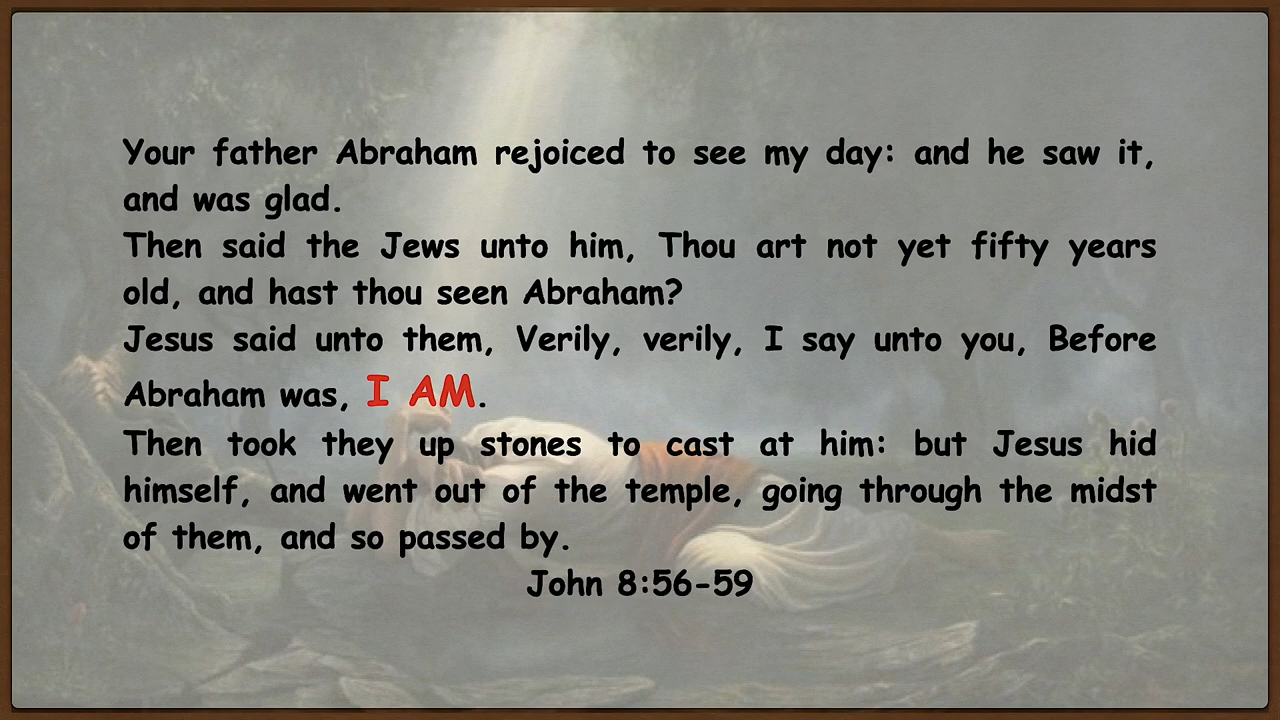 Your father Abraham rejoiced to see my day: and he saw it,
and was glad.
Then said the Jews unto him, Thou art not yet fifty years
old, and hast thou seen Abraham?
Jesus said unto them, Verily, verily, I say unto you, Before
Abraham was, I AM.
Then took they up stones to cast at him: but Jesus hid
himself, and went out of the temple, going through the midst
of them, and so passed by.
John 8:56-59